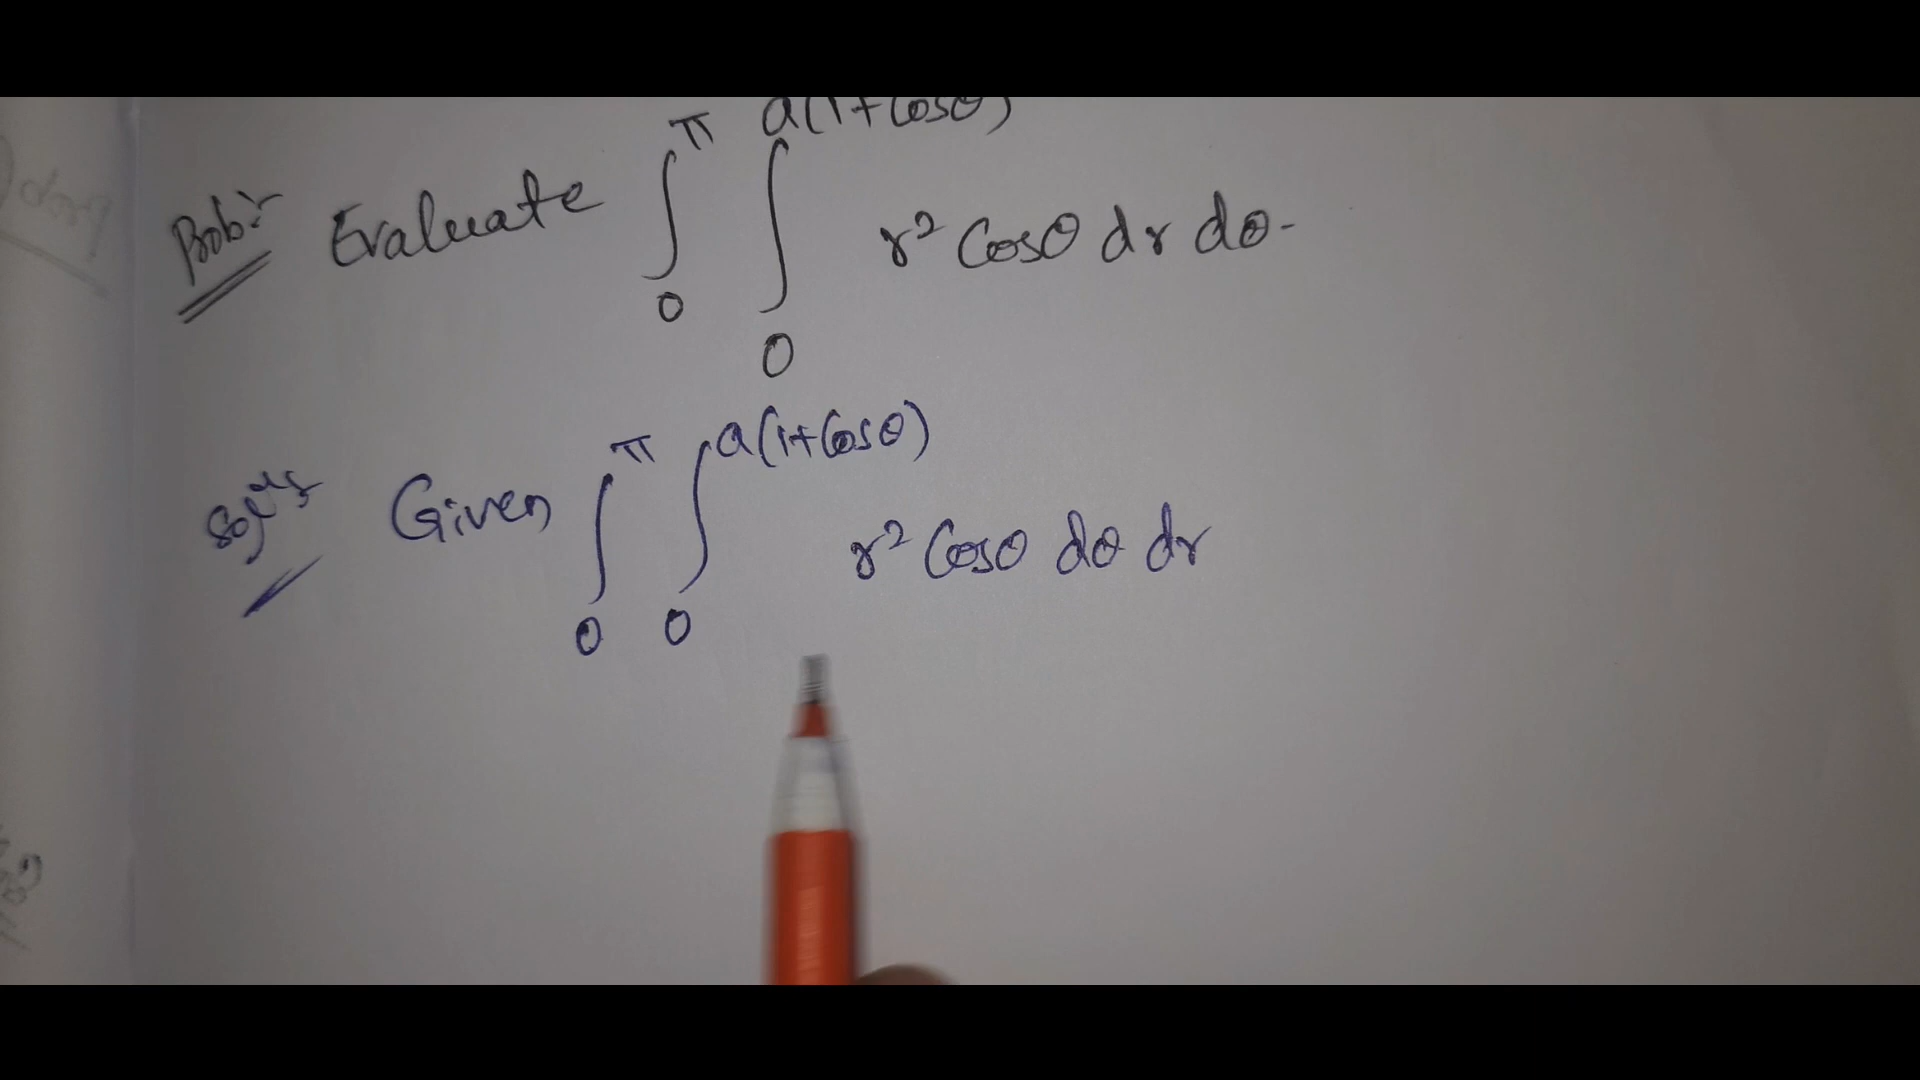 Prob:- Evaluate ∫₀^π ∫₀^a(1+Cosθ) r² Cosθ dr dθ.
Solⁿ:- Given ∫₀^π ∫₀^a(1+Cosθ) r² Cosθ dθ dr